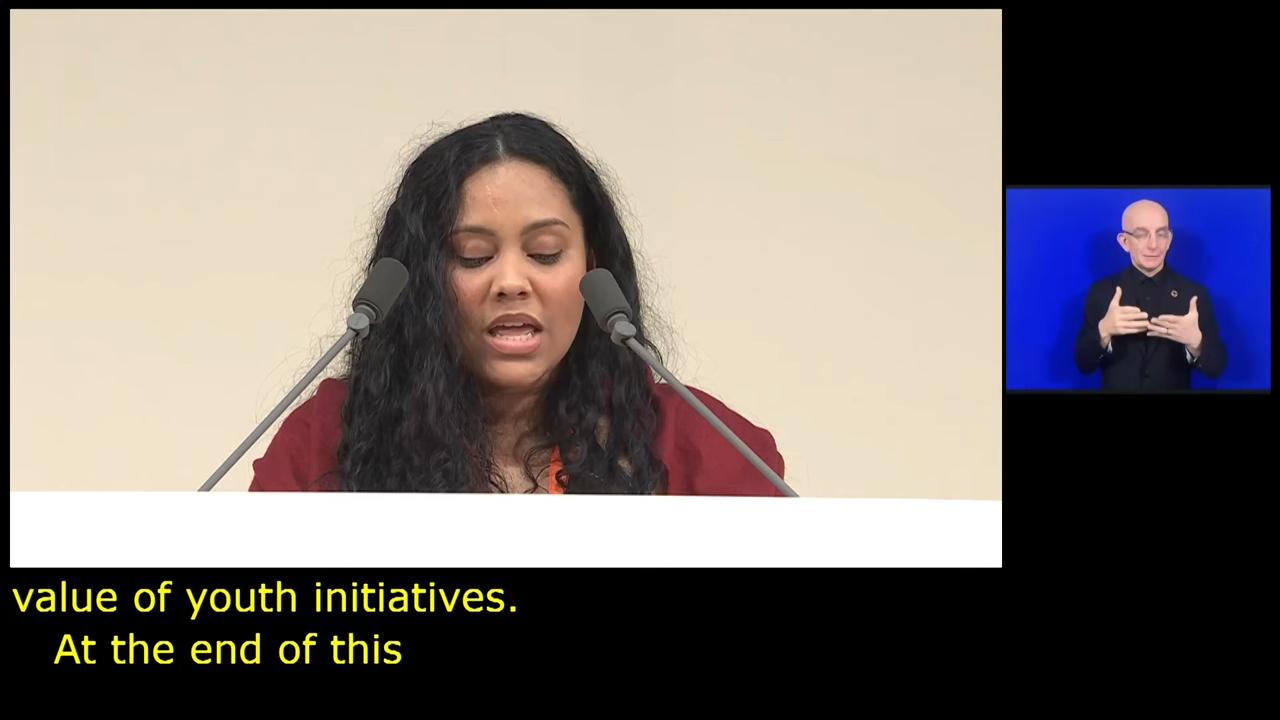 value of youth initiatives.
At the end of this